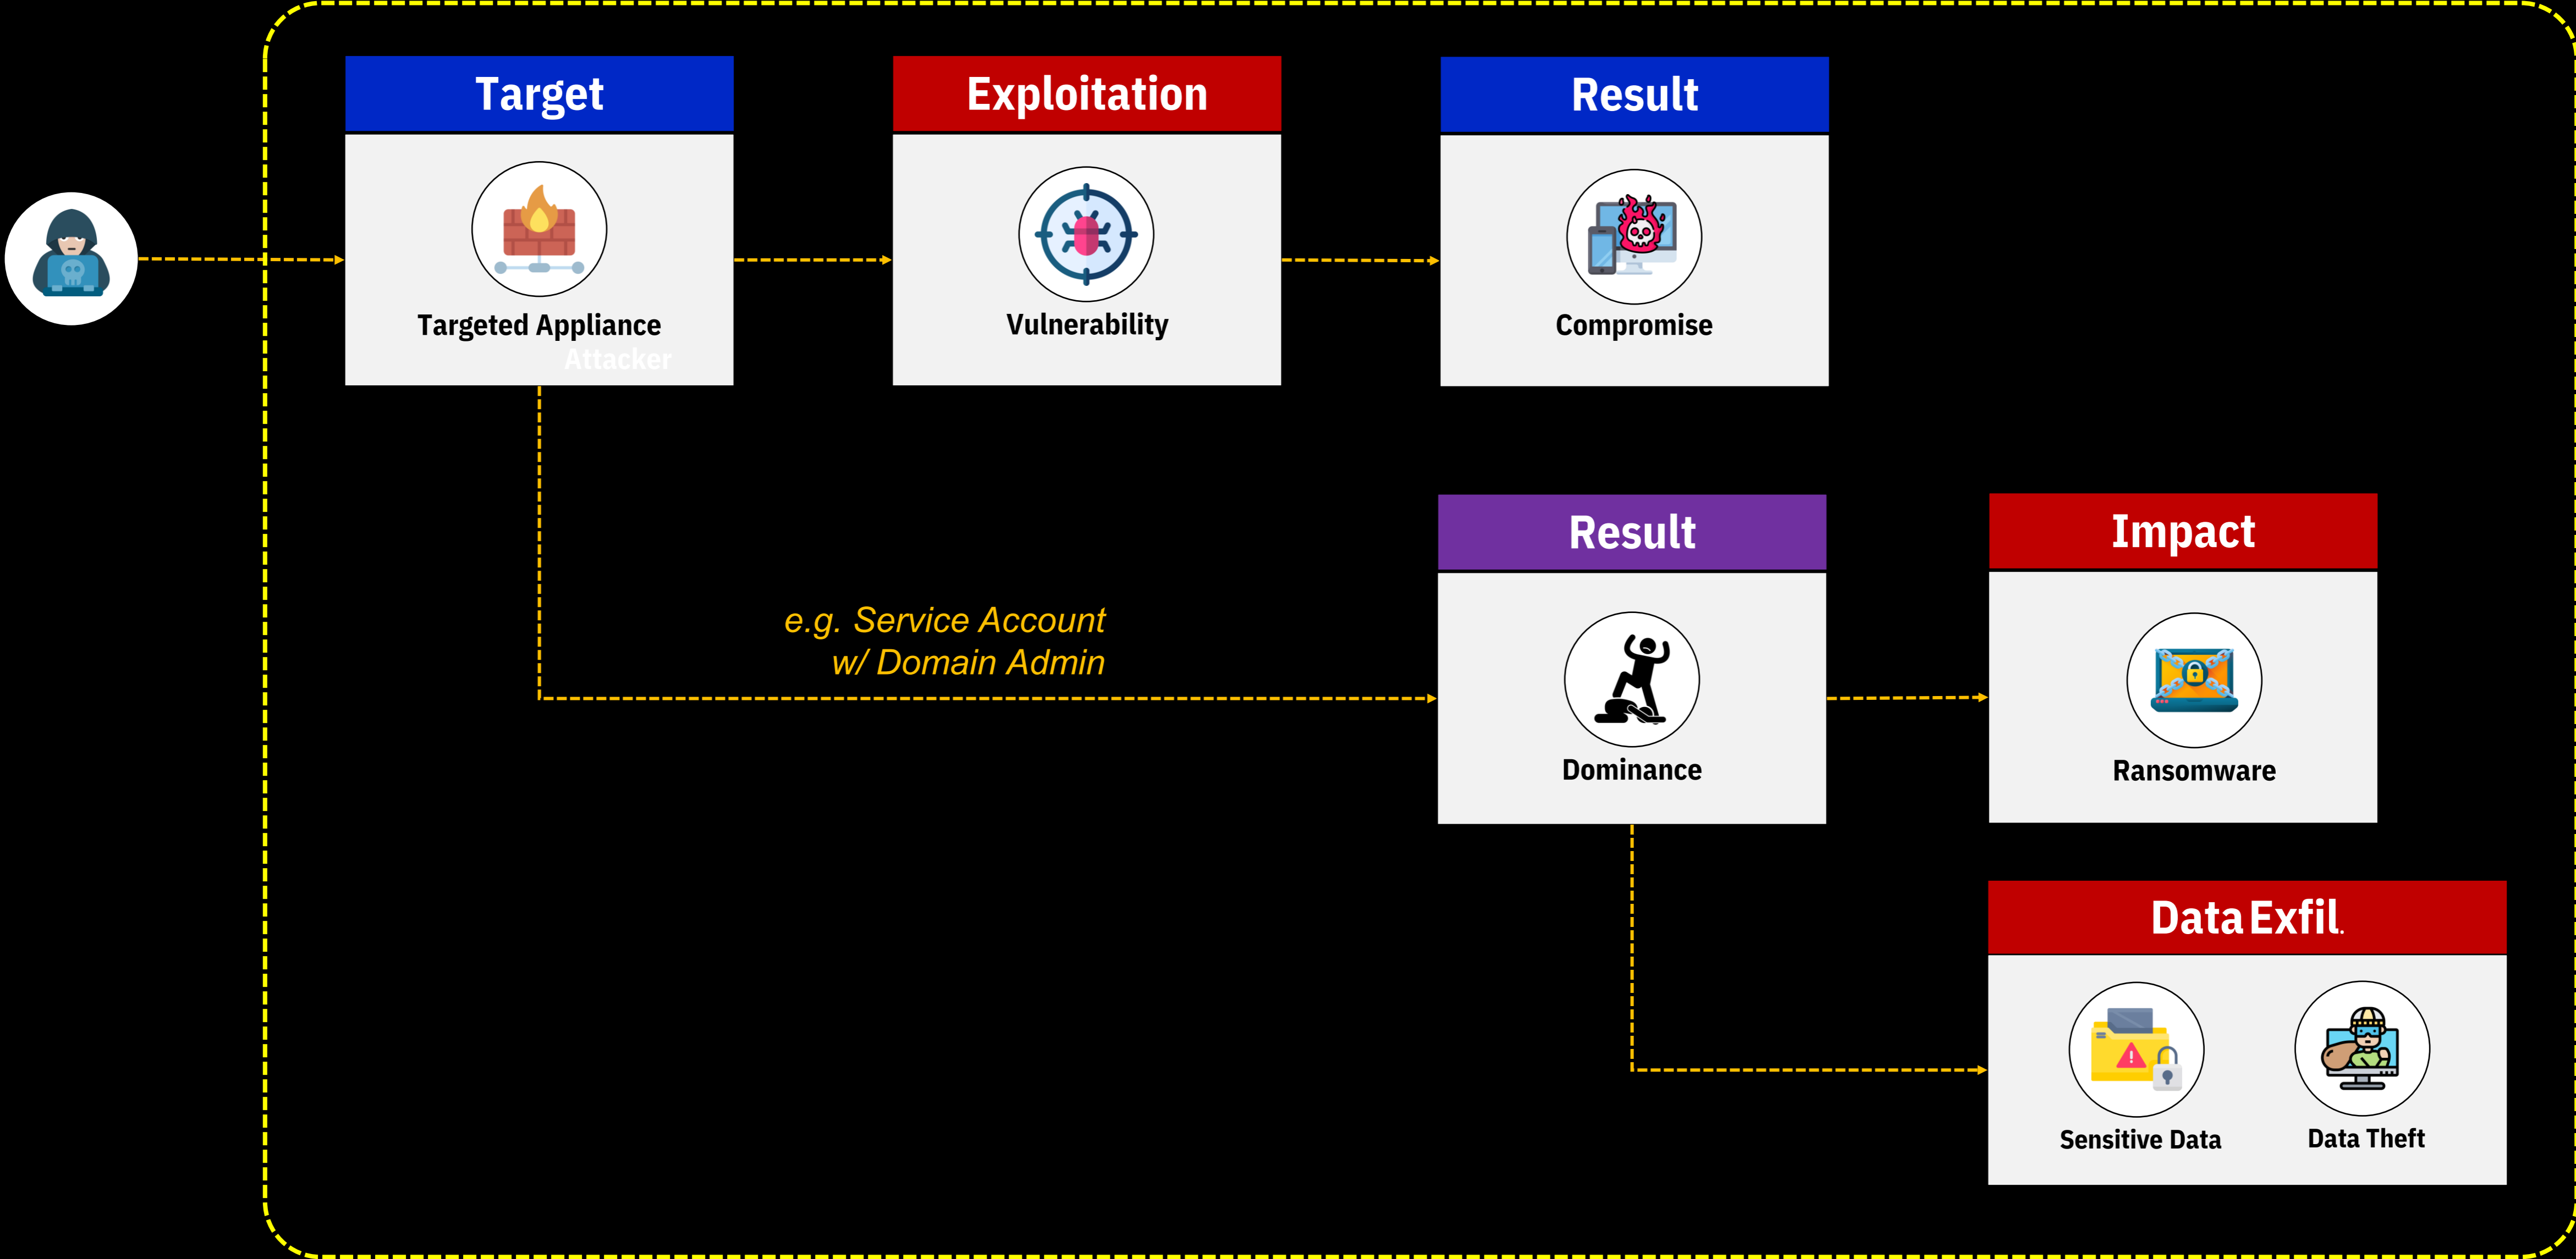 Target
Targeted Appliance
Attacker
Exploitation
Vulnerability
Result
Compromise
e.g. Service Account
w/ Domain Admin
Result
Dominance
Impact
Ransomware
Data Exfil.
Sensitive Data
Data Theft